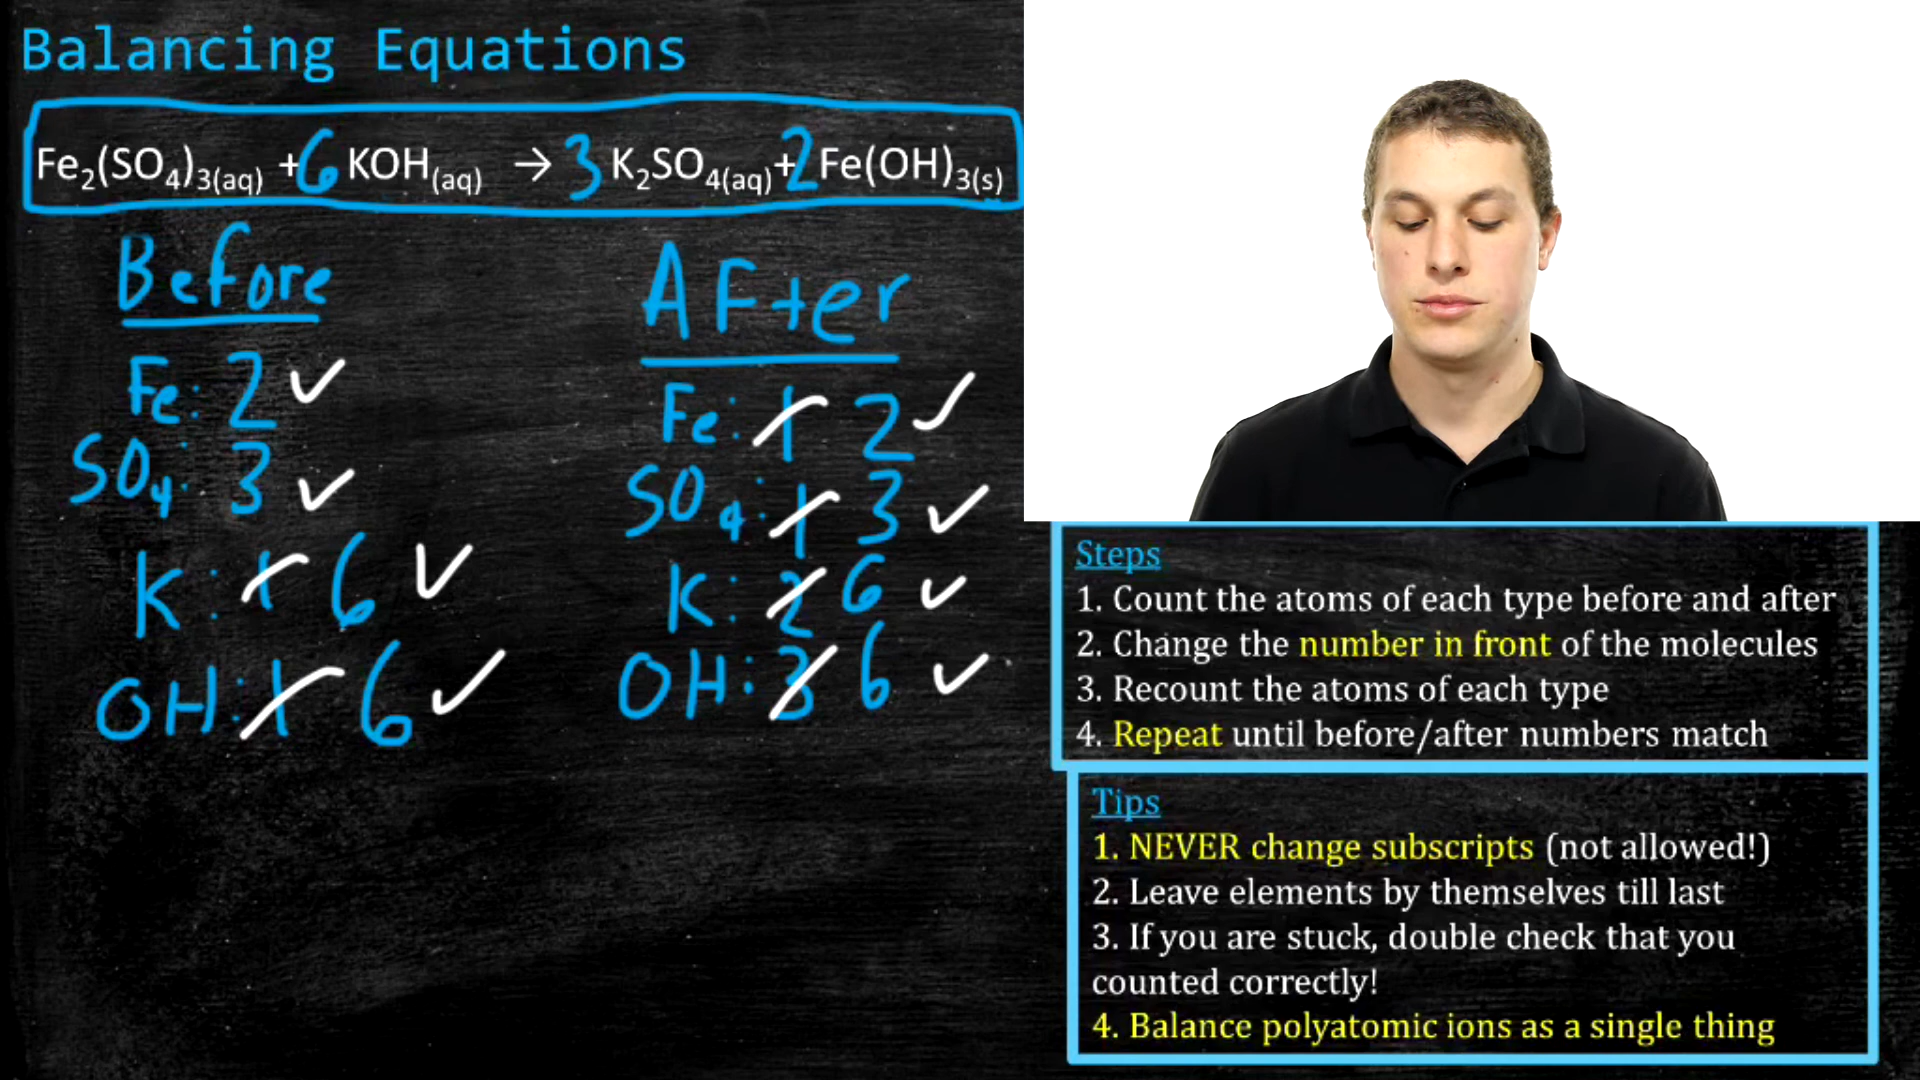 Balancing Equations
Fe₂(SO₄)₃(aq) + 6 KOH(aq) → 3 K₂SO₄(aq) + 2 Fe(OH)₃(s)
Before
Fe: 2 ✓
SO₄: 3 ✓
K: 1 6 ✓
OH: 1 6 ✓
AFter
Fe: 1 2 ✓
SO₄: 1 3 ✓
K: 2 6 ✓
OH: 3 6 ✓
Steps
1. Count the atoms of each type before and after
2. Change the number in front of the molecules
3. Recount the atoms of each type
4. Repeat until before/after numbers match
Tips
1. NEVER change subscripts (not allowed!)
2. Leave elements by themselves till last
3. If you are stuck, double check that you
counted correctly!
4. Balance polyatomic ions as a single thing